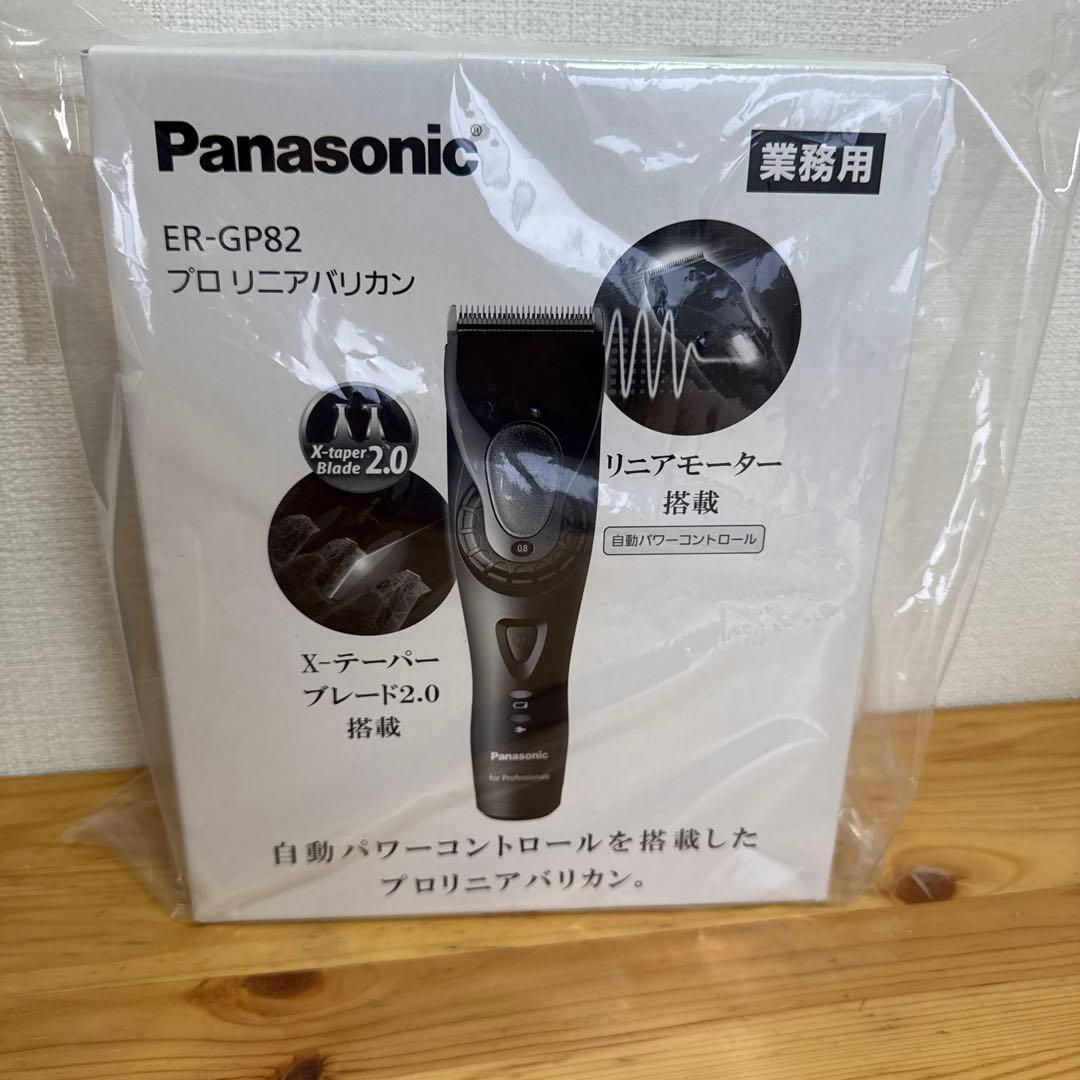 Panasonic®
業務用
ER-GP82
プロ リニアバリカン
X-taper
Blade 2.0
リニアモーター
搭載
自動パワーコントロール
0.8
X-テーパー
ブレード2.0
搭載
Panasonic
for Professionals
自動パワーコントロールを搭載した
プロリニアバリカン。